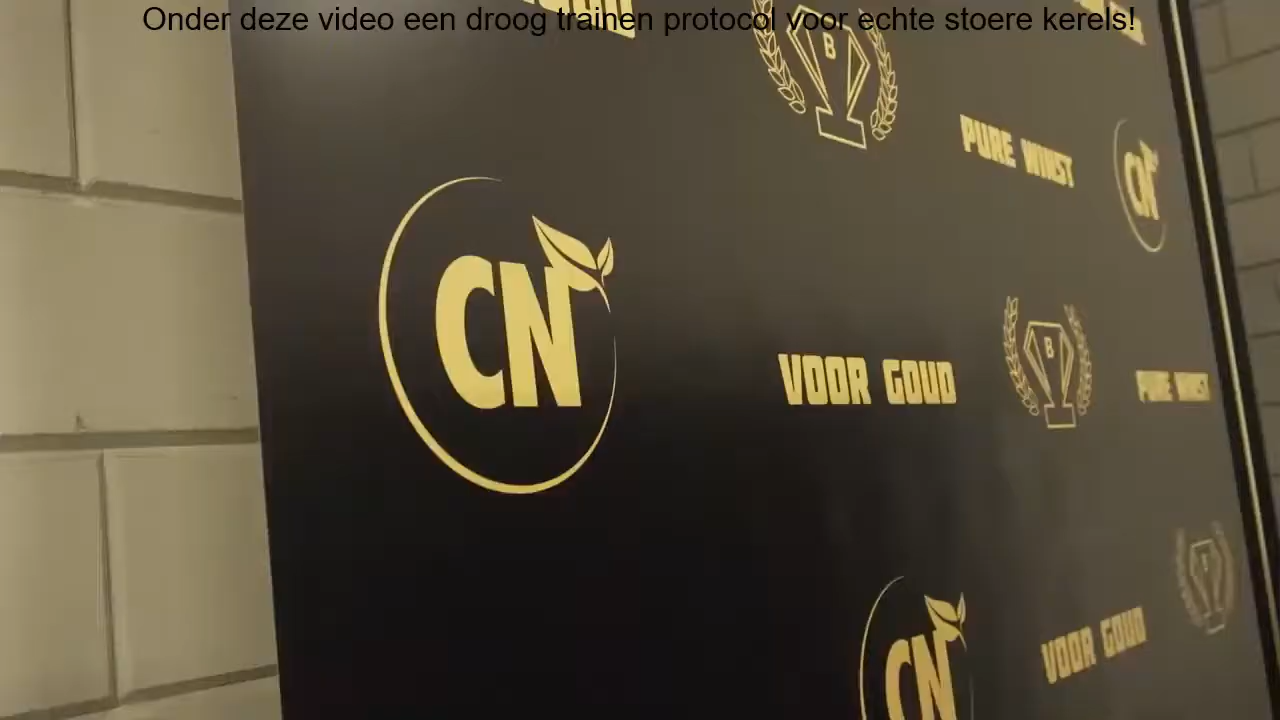 Onder deze video een droog trainen protocol voor echte stoere kerels!
B
PURE WINST
CN
CN
VOOR GOUD
B
PURE WINST
CN
VOOR GOUD